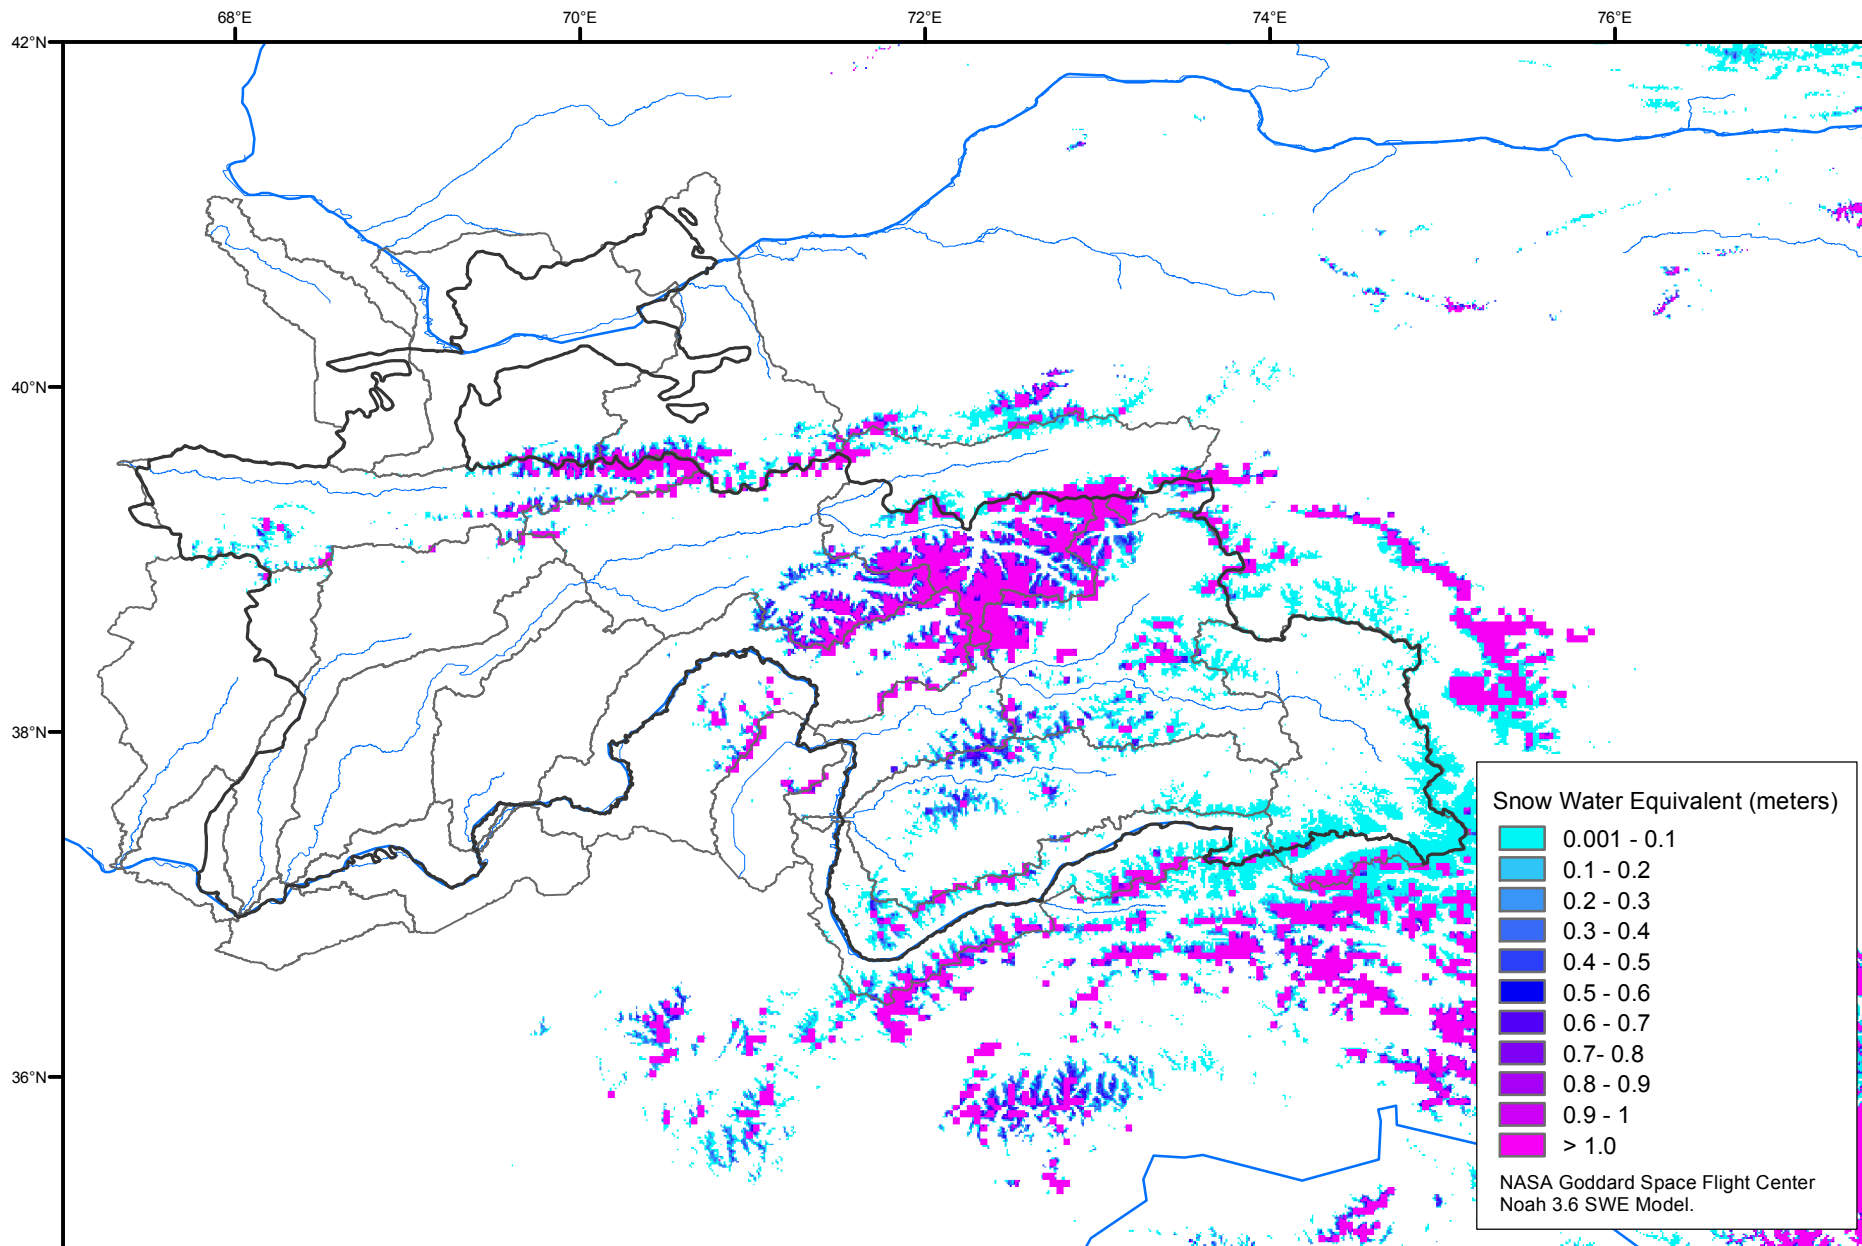 68°E 70°E 72°E 74°E 76°E
42°N
40°N
38°N
36°N
Snow Water Equivalent (meters)
0.001 - 0.1
0.1 - 0.2
0.2 - 0.3
0.3 - 0.4
0.4 - 0.5
0.5 - 0.6
0.6 - 0.7
0.7- 0.8
0.8 - 0.9
0.9 - 1
> 1.0
NASA Goddard Space Flight Center
Noah 3.6 SWE Model.